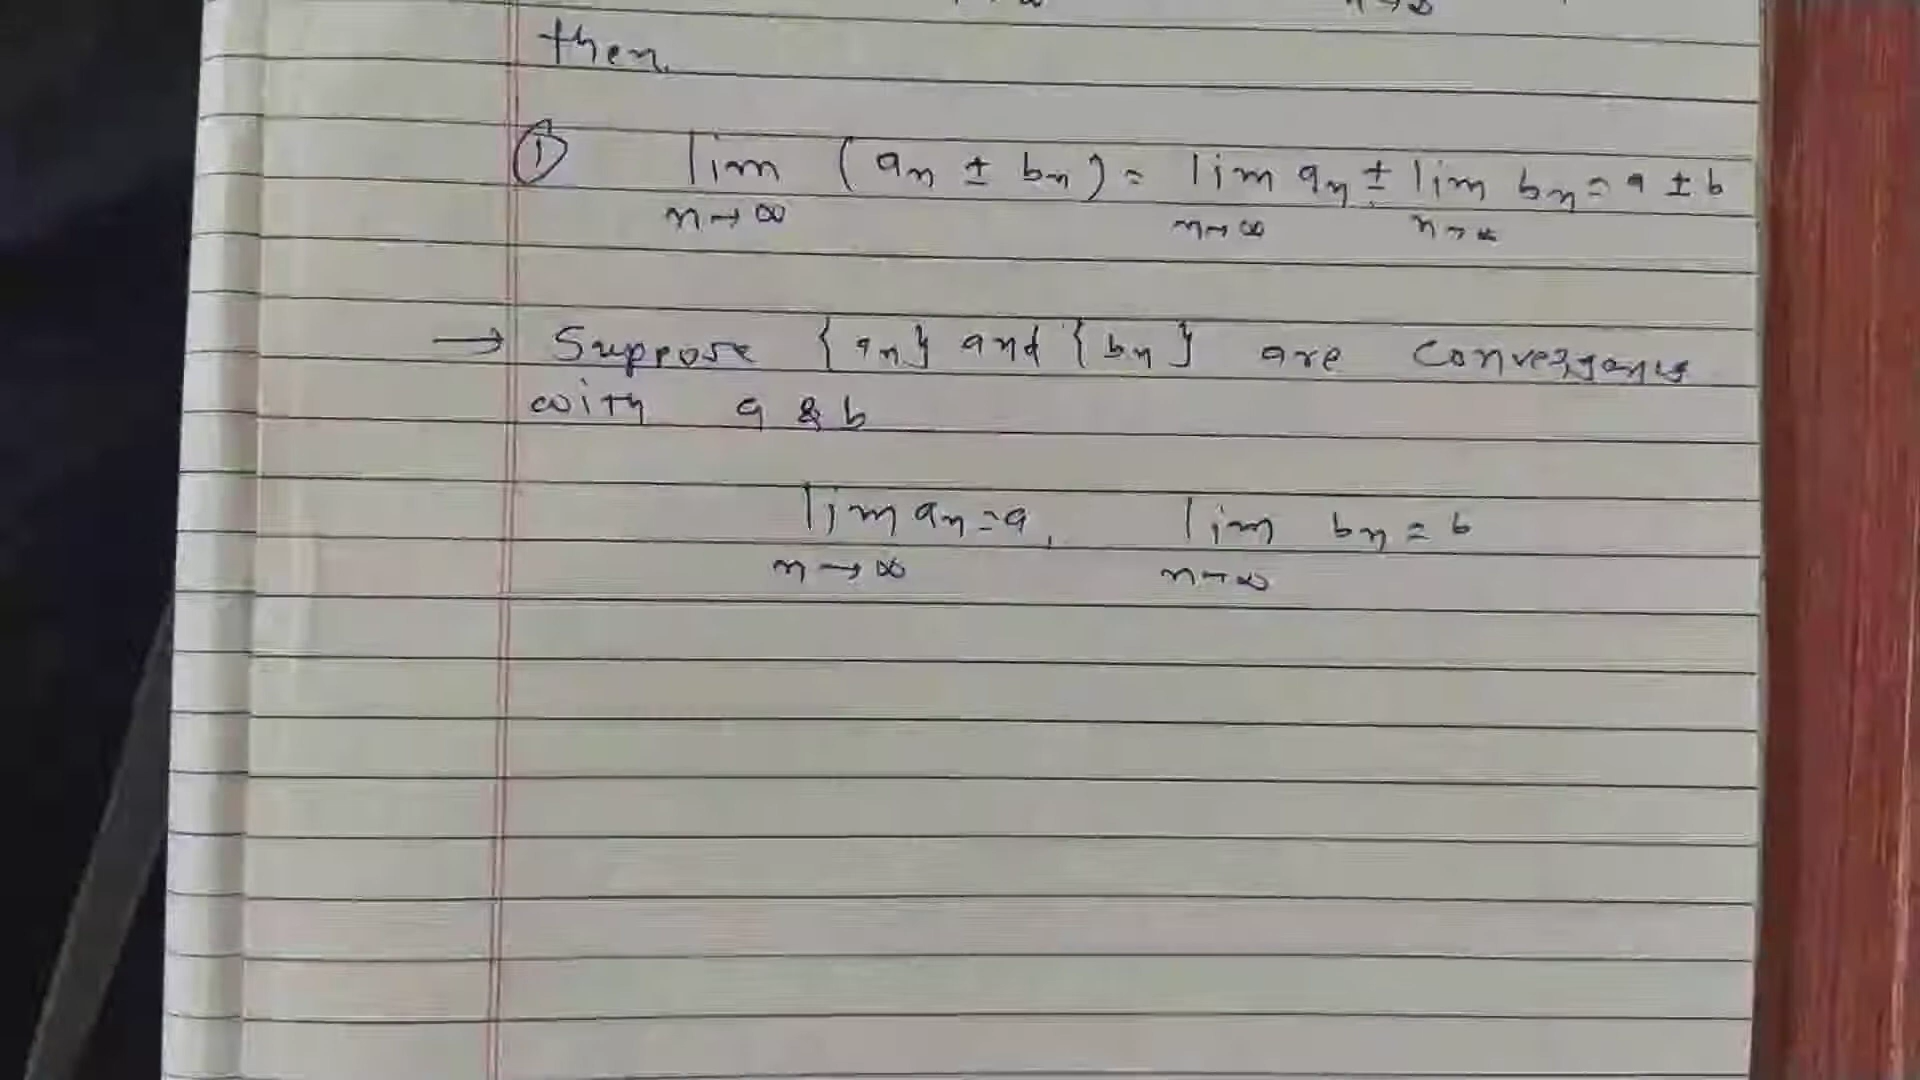 then.
① lim (an ± bn) = lim an ± lim bn = a ± b
n→∞ n→∞ n→∞
→ Suppose {an} and {bn} are
with a & b
lim an = a, lim bn = b
n→∞ n→∞